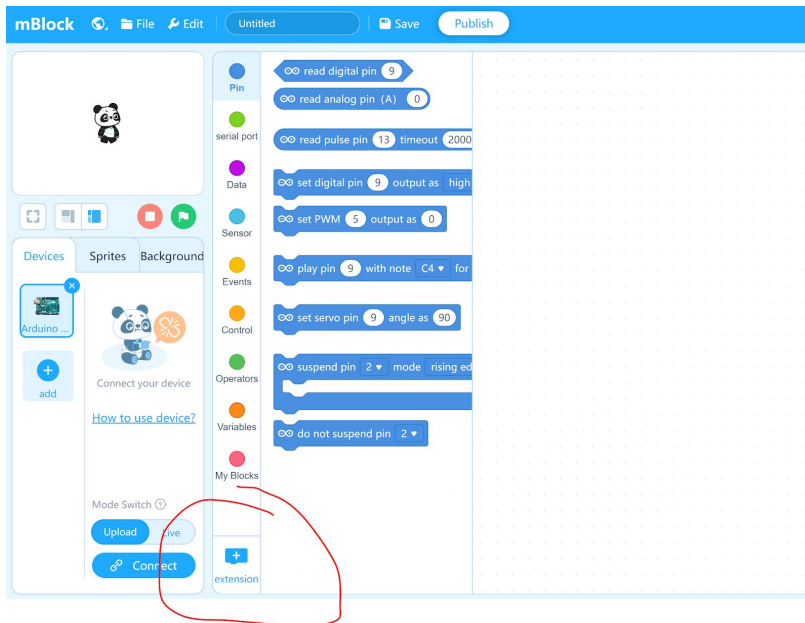 mBlock File Edit Untitled Save Publish
Pin
serial port
Data
Sensor
Events
Control
Operators
Variables
My Blocks
extension
read digital pin 9
read analog pin (A) 0
read pulse pin 13 timeout 2000
set digital pin 9 output as high
set PWM 5 output as 0
play pin 9 with note C4 ▾ for
set servo pin 9 angle as 90
suspend pin 2 ▾ mode rising ed
do not suspend pin 2 ▾
Devices Sprites Background
Arduino ...
add
Connect your device
How to use device?
Mode Switch ?
Upload Live
Connect